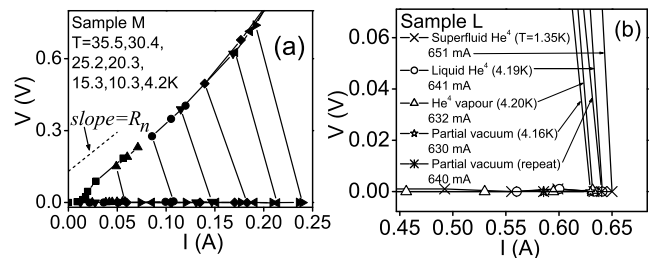 Sample M
T=35.5,30.4,
25.2,20.3,
15.3,10.3,4.2K
(a)
slope=Rn
V (V)
0.6
0.3
0.0
0.00 0.05 0.10 0.15 0.20 0.25
I (A)
Sample L
(b)
Superfluid He⁴ (T=1.35K)
651 mA
Liquid He⁴ (4.19K)
641 mA
He⁴ vapour (4.20K)
632 mA
Partial vacuum (4.16K)
630 mA
Partial vacuum (repeat)
640 mA
V (V)
0.06
0.04
0.02
0.00
0.45 0.50 0.55 0.60 0.65
I (A)